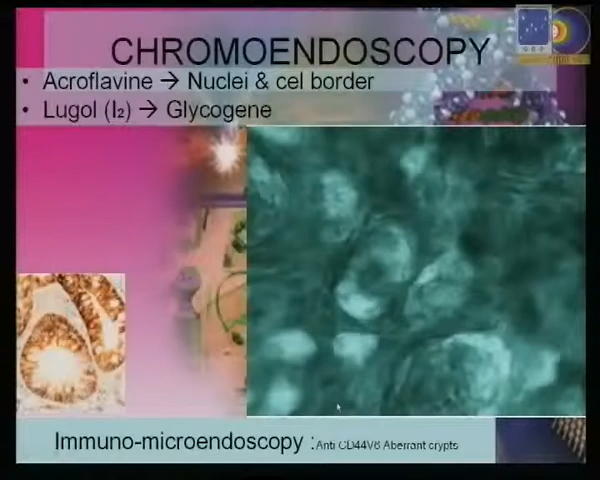 CHROMOENDOSCOPY
• Acroflavine → Nuclei & cel border
• Lugol (I₂) → Glycogene
Immuno-microendoscopy : Anti CD44V6 Aberrant crypts